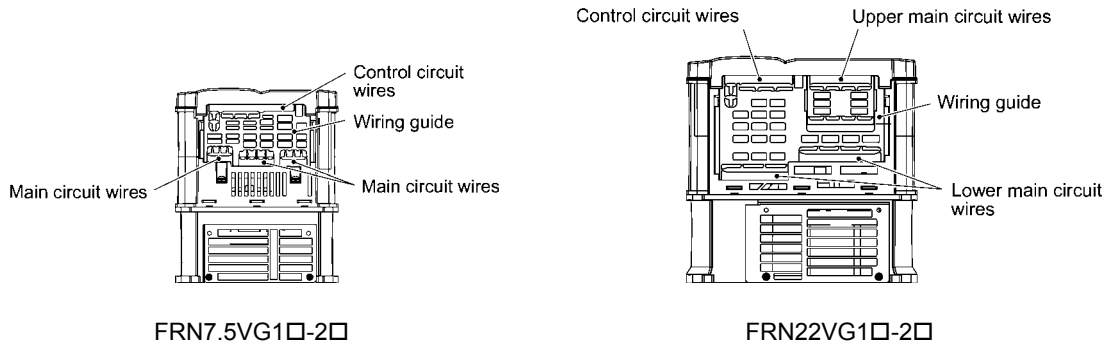 Control circuit wires
Upper main circuit wires
Control circuit
wires
Wiring guide
Main circuit wires
Main circuit wires
Wiring guide
Lower main circuit
wires
FRN7.5VG1□-2□
FRN22VG1□-2□